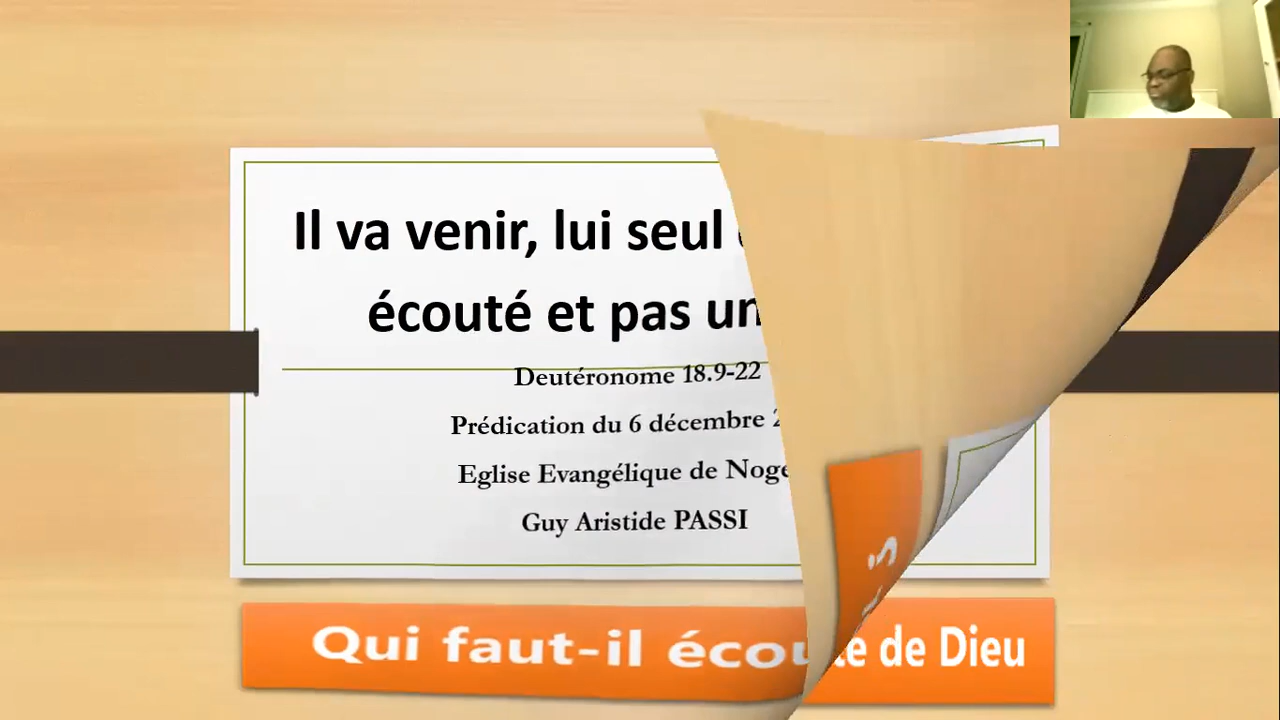 Il va venir, lui seul
écouté et pas un
Deutéronome 18.9-22
Prédication du 6 décembre
Eglise Evangélique de
Guy Aristide PASSI
Qui faut-il
de Dieu